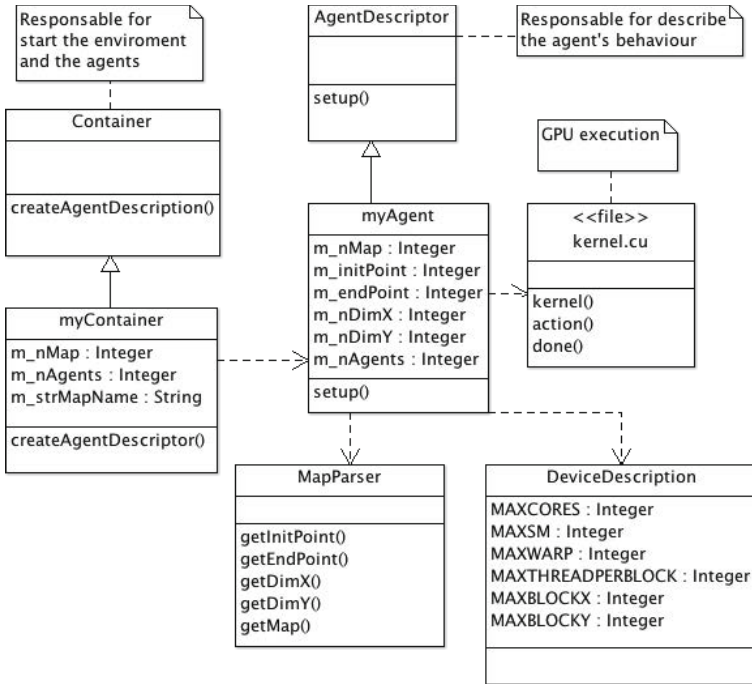 Responsable for
start the enviroment
and the agents
Container
createAgentDescription()
myContainer
m_nMap : Integer
m_nAgents : Integer
m_strMapName : String
createAgentDescriptor()
AgentDescriptor
setup()
Responsable for describe
the agent's behaviour
myAgent
m_nMap : Integer
m_initPoint : Integer
m_endPoint : Integer
m_nDimX : Integer
m_nDimY : Integer
m_nAgents : Integer
setup()
GPU execution
<<file>>
kernel.cu
kernel()
action()
done()
MapParser
getInitPoint()
getEndPoint()
getDimX()
getDimY()
getMap()
DeviceDescription
MAXCORES : Integer
MAXSM : Integer
MAXWARP : Integer
MAXTHREADPERBLOCK : Integer
MAXBLOCKX : Integer
MAXBLOCKY : Integer